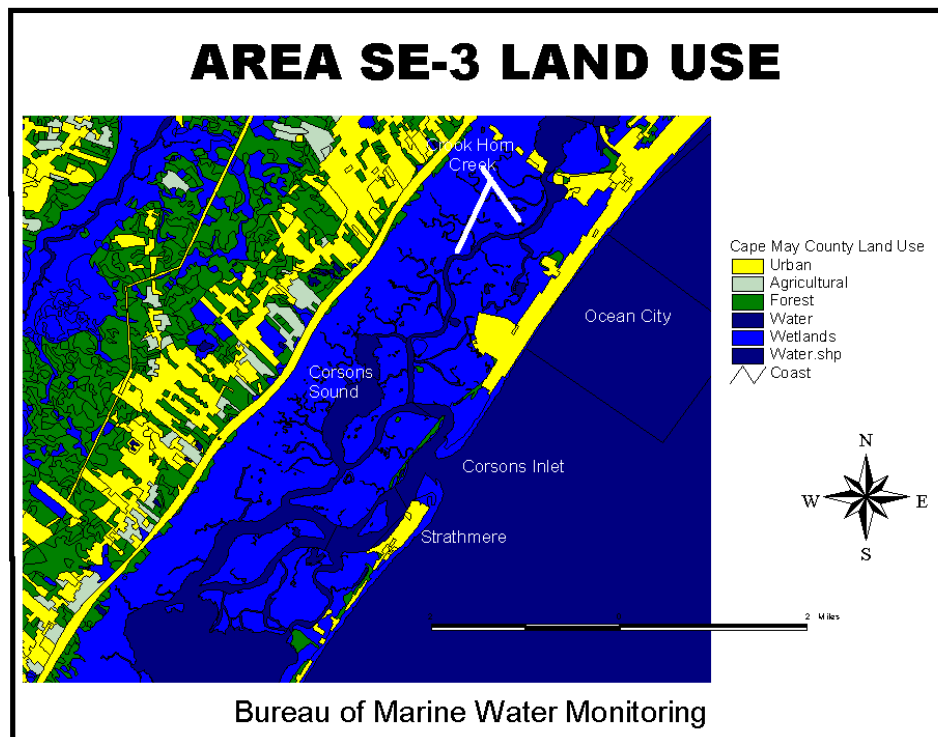 AREA SE-3 LAND USE
Crook Horn
Creek
Cape May County Land Use
Urban
Agricultural
Forest
Water
Wetlands
Water.shp
Coast
Ocean City
Corsons
Sound
N
W
E
S
Corsons Inlet
Strathmere
2 Miles
Bureau of Marine Water Monitoring